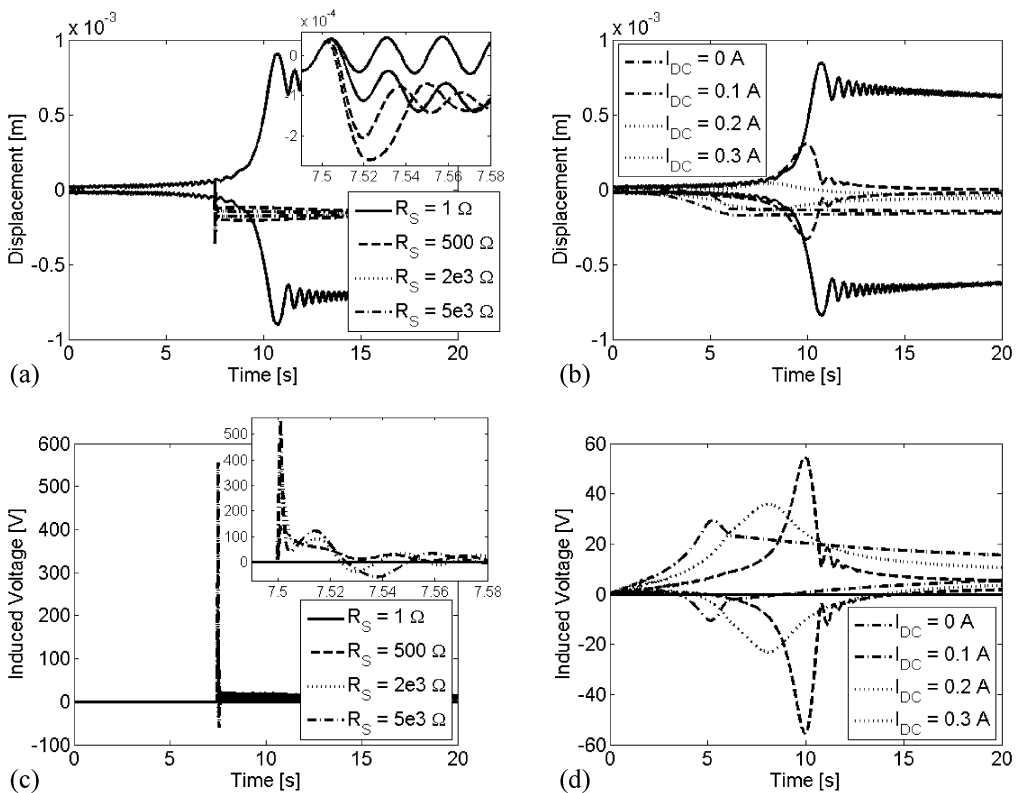 x 10⁻³
1
0.5
0
-0.5
-1
Displacement [m]
0
5
10
15
20
Time [s]
(a)
x 10⁻⁴
0
-1
-2
7.5
7.52
7.54
7.56
7.58
R_S = 1 Ω
R_S = 500 Ω
R_S = 2e3 Ω
R_S = 5e3 Ω
x 10⁻³
1
0.5
0
-0.5
-1
Displacement [m]
0
5
10
15
20
Time [s]
(b)
I_DC = 0 A
I_DC = 0.1 A
I_DC = 0.2 A
I_DC = 0.3 A
600
500
400
300
200
100
0
-100
Induced Voltage [V]
0
5
10
15
20
Time [s]
(c)
500
400
300
200
100
0
7.5
7.52
7.54
7.56
7.58
R_S = 1 Ω
R_S = 500 Ω
R_S = 2e3 Ω
R_S = 5e3 Ω
60
40
20
0
-20
-40
-60
Induced Voltage [V]
0
5
10
15
20
Time [s]
(d)
I_DC = 0 A
I_DC = 0.1 A
I_DC = 0.2 A
I_DC = 0.3 A